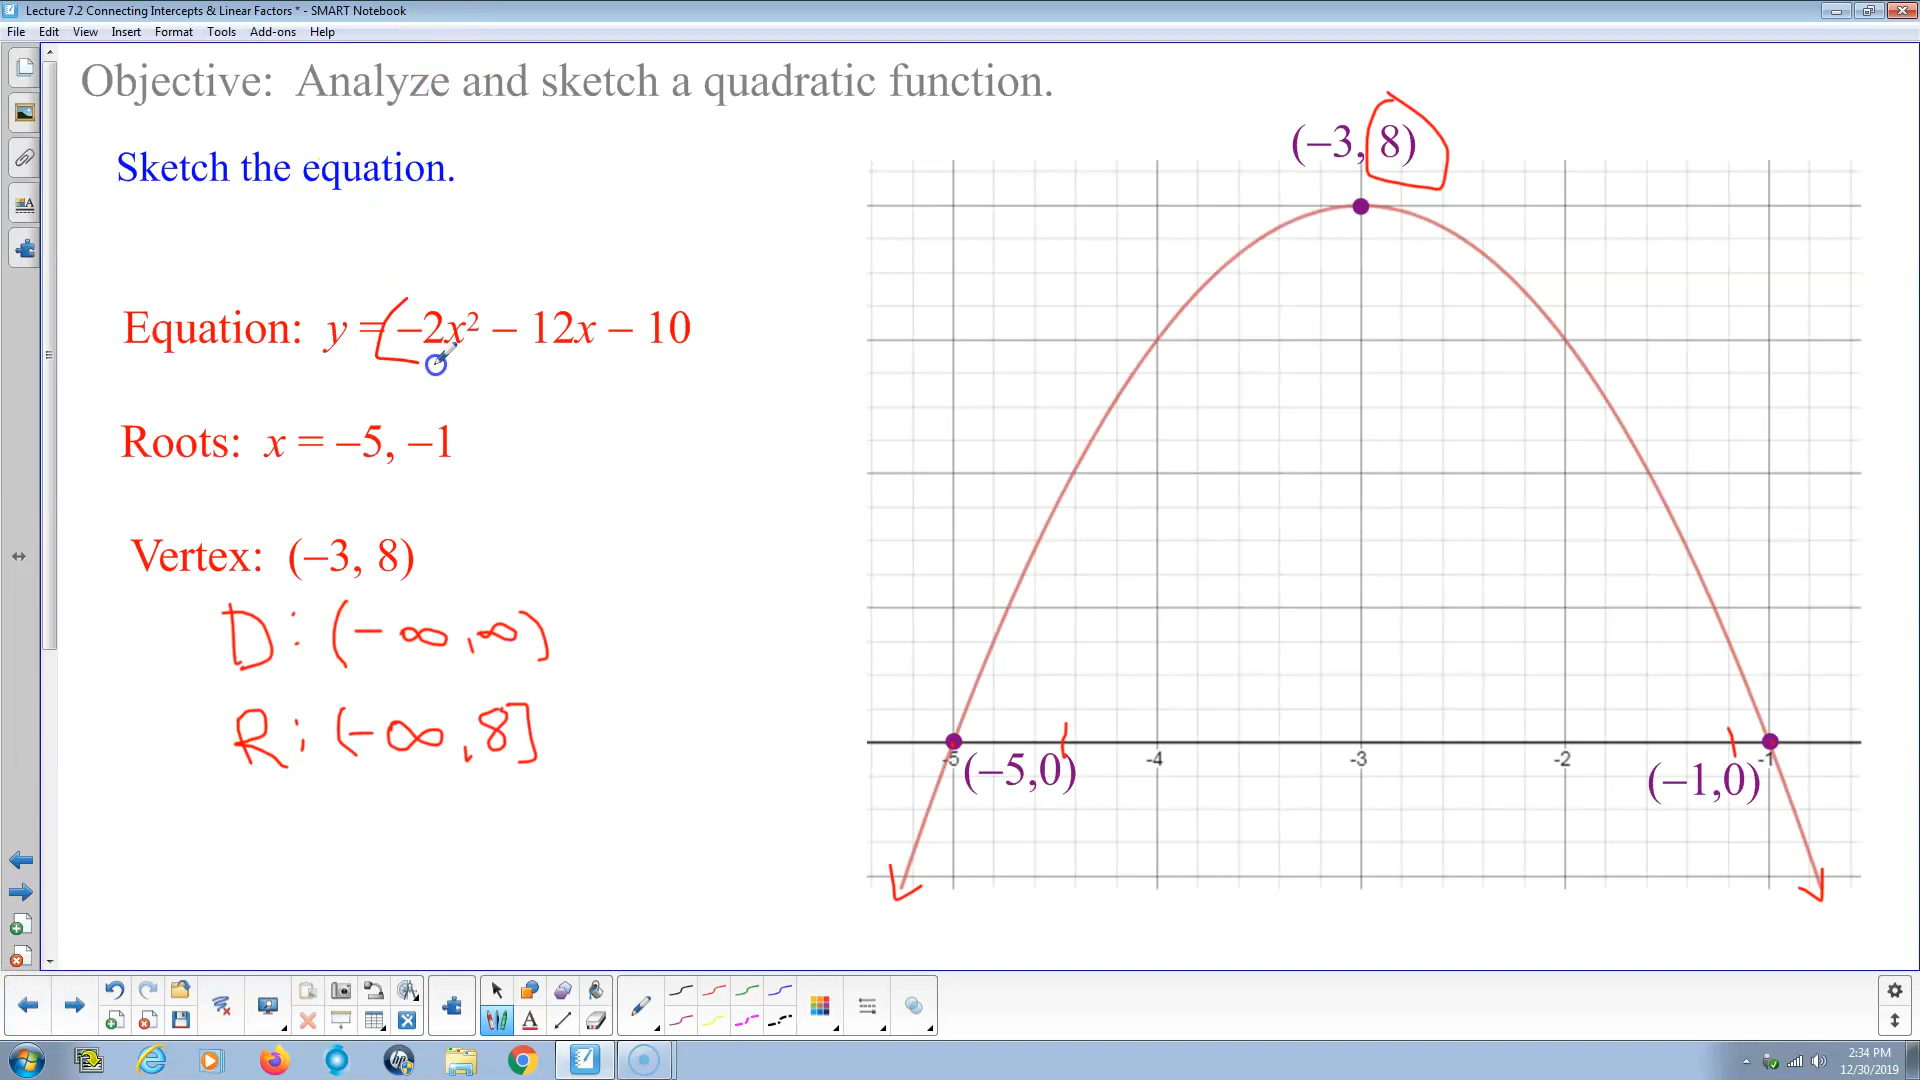 Lecture 7.2 Connecting Intercepts & Linear Factors * - SMART Notebook
File Edit View Insert Format Tools Add-ons Help
Objective: Analyze and sketch a quadratic function.
Sketch the equation.
Equation: y = −2x² − 12x − 10
Roots: x = −5, −1
Vertex: (−3, 8)
D: (-∞,∞)
R: (-∞,8]
(−3, 8)
-5 -4 -3 -2 -1
(−5,0)
(−1,0)
2:34 PM
12/30/2019